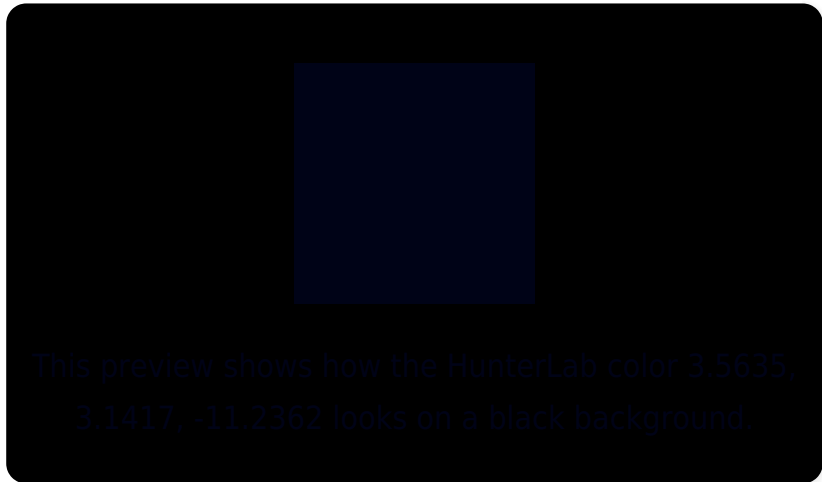 This preview shows how the HunterLab color 3.5635,
3.1417, -11.2362 looks on a black background.